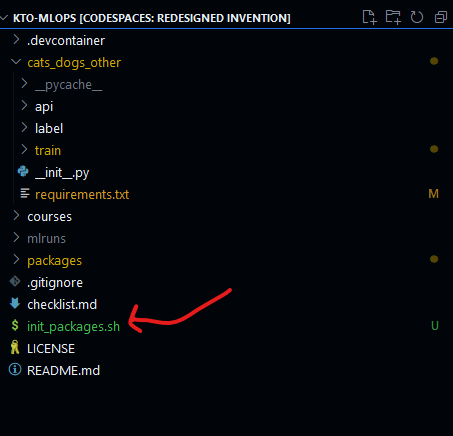 KTO-MLOPS [CODESPACES: REDESIGNED INVENTION]
.devcontainer
cats_dogs_other
__pycache__
api
label
train
__init__.py
requirements.txt M
courses
mlruns
packages
.gitignore
checklist.md
$ init_packages.sh U
LICENSE
README.md